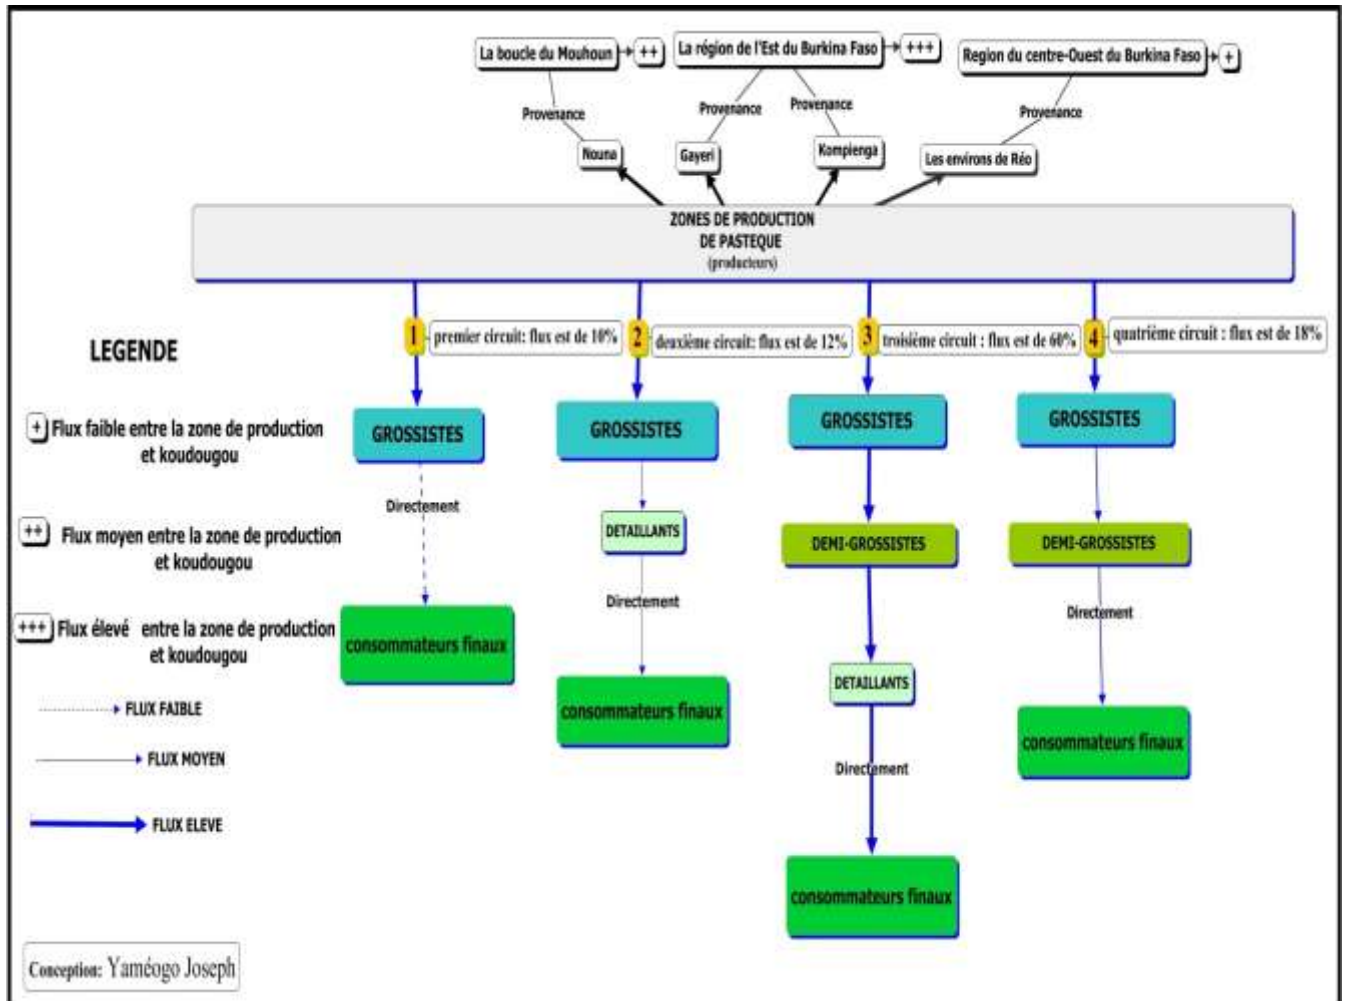 La boucle du Mouhoun
++
La région de l'Est du Burkina Faso
+++
Region du centre-Ouest du Burkina Faso
+
Provenance
Provenance
Provenance
Provenance
Nouna
Gayeri
Kompienga
Les environs de Réo
ZONES DE PRODUCTION
DE PASTEQUE
(producteurs)
1
premier circuit: flux est de 10%
2
deuxième circuit: flux est de 12%
3
troisième circuit : flux est de 60%
4
quatrième circuit : flux est de 18%
GROSSISTES
Directement
consommateurs finaux
GROSSISTES
DETAILLANTS
Directement
consommateurs finaux
GROSSISTES
DEMI-GROSSISTES
DETAILLANTS
Directement
consommateurs finaux
GROSSISTES
DEMI-GROSSISTES
Directement
consommateurs finaux
LEGENDE
+ Flux faible entre la zone de production
et koudougou
++ Flux moyen entre la zone de production
et koudougou
+++ Flux élevé entre la zone de production
et koudougou
FLUX FAIBLE
FLUX MOYEN
FLUX ELEVE
Conception: Yaméogo Joseph